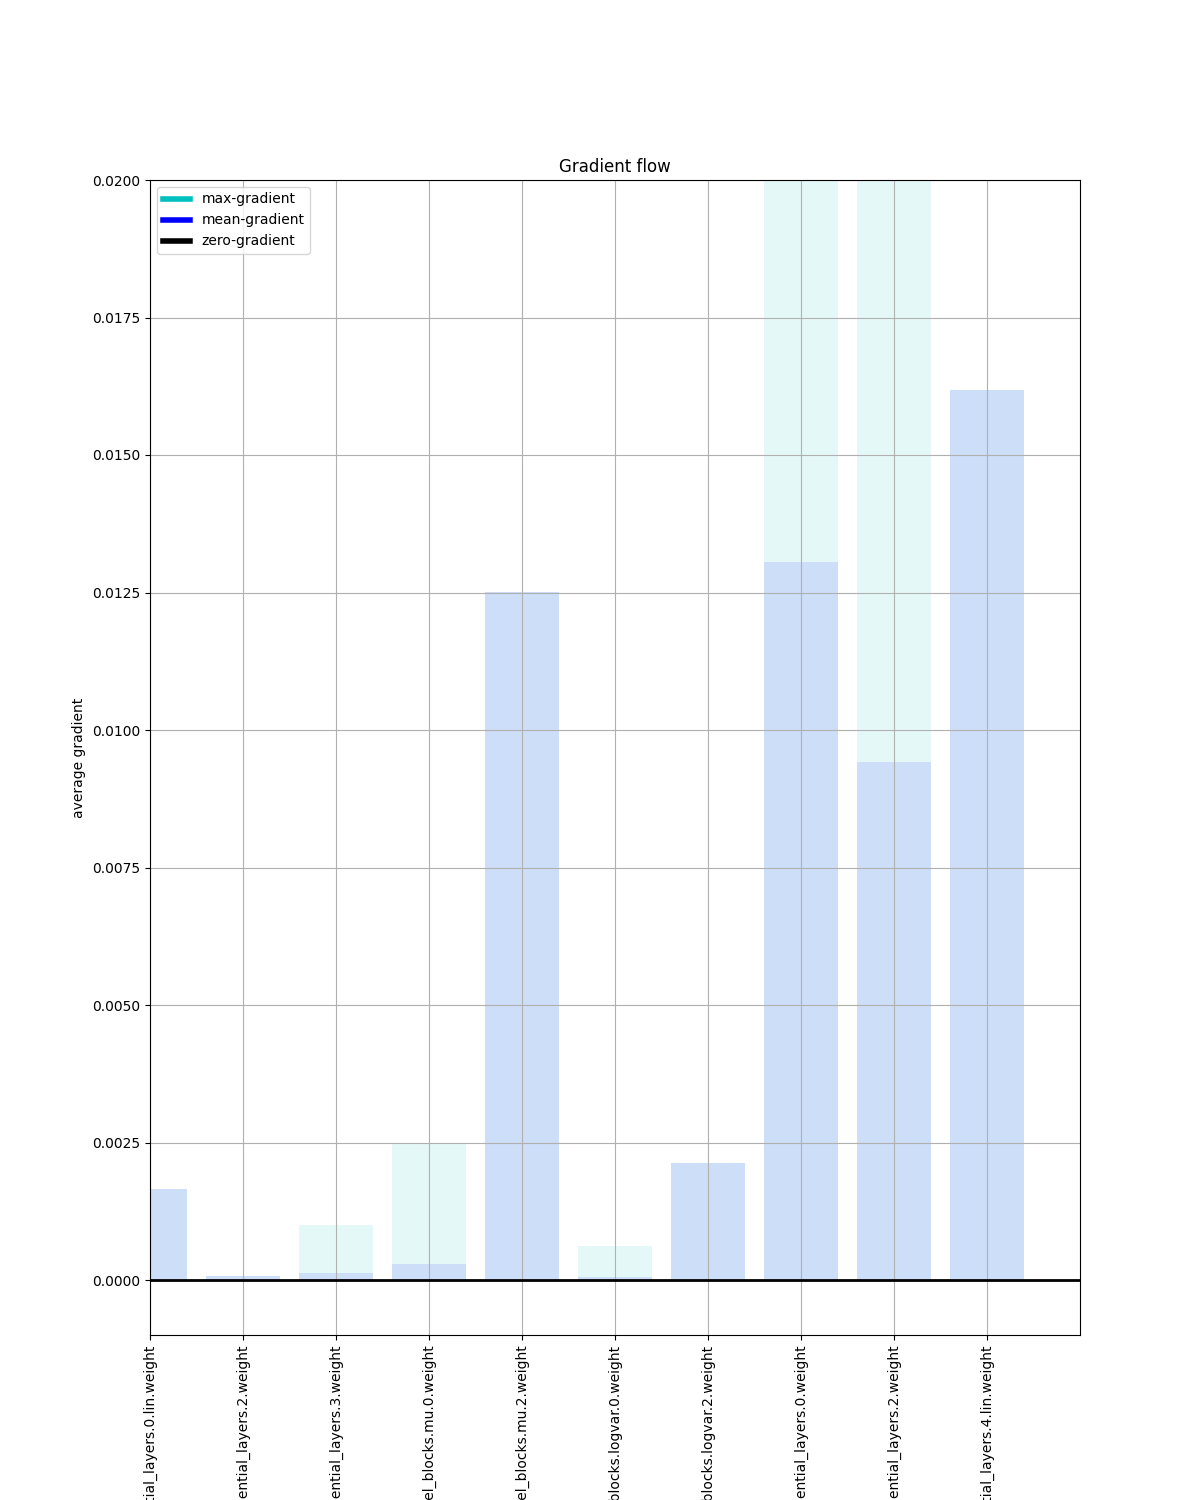 Gradient flow
max-gradient
mean-gradient
zero-gradient
0.0200
0.0175
0.0150
0.0125
0.0100
0.0075
0.0050
0.0025
0.0000
average gradient
tial_layers.0.lin.weight
ential_layers.2.weight
ential_layers.3.weight
el_blocks.mu.0.weight
el_blocks.mu.2.weight
blocks.logvar.0.weight
blocks.logvar.2.weight
ential_layers.0.weight
ential_layers.2.weight
tial_layers.4.lin.weight